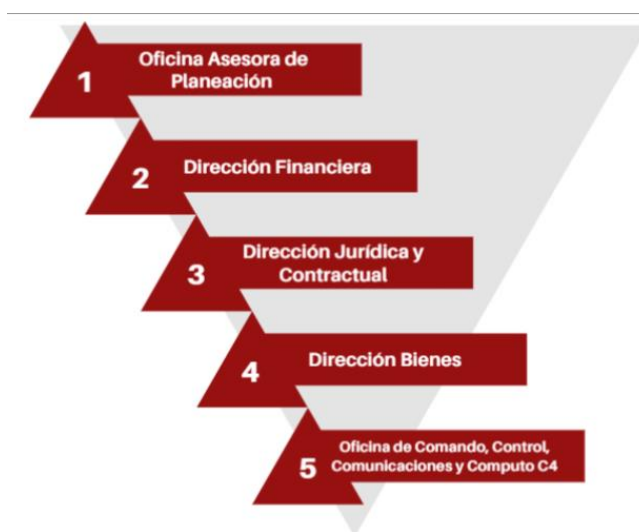 1
Oficina Asesora de
Planeación
2
Dirección Financiera
3
Dirección Jurídica y
Contractual
4
Dirección Bienes
5
Oficina de Comando, Control,
Comunicaciones y Computo C4